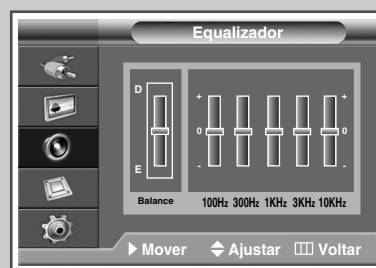 Equalizador
D
E
Balance
+ +
0 0
- -
100Hz 300Hz 1KHz 3KHz 10KHz
Mover Ajustar Voltar